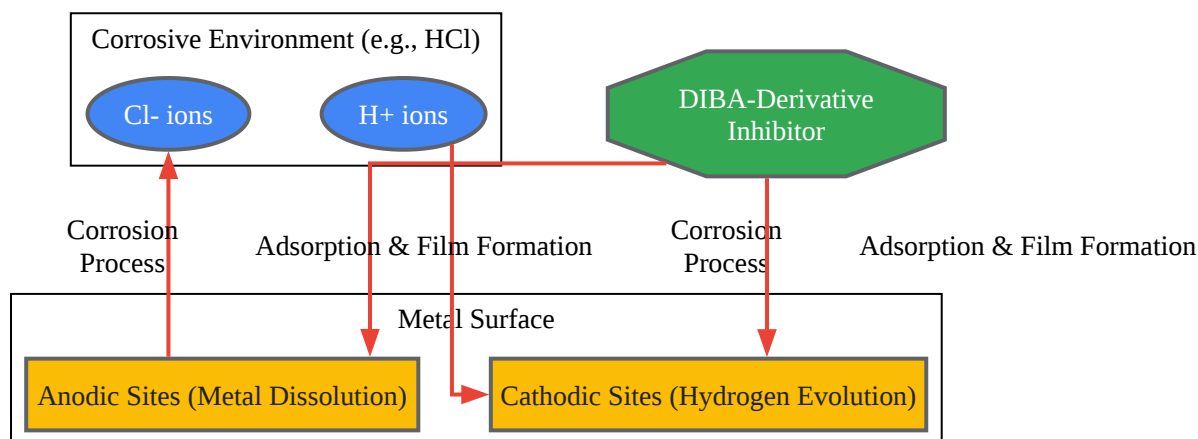 Corrosive Environment (e.g., HCl)
Cl- ions
H+ ions
DIBA-Derivative
Inhibitor
Corrosion
Process
Adsorption & Film Formation
Corrosion
Process
Adsorption & Film Formation
Metal Surface
Anodic Sites (Metal Dissolution)
Cathodic Sites (Hydrogen Evolution)